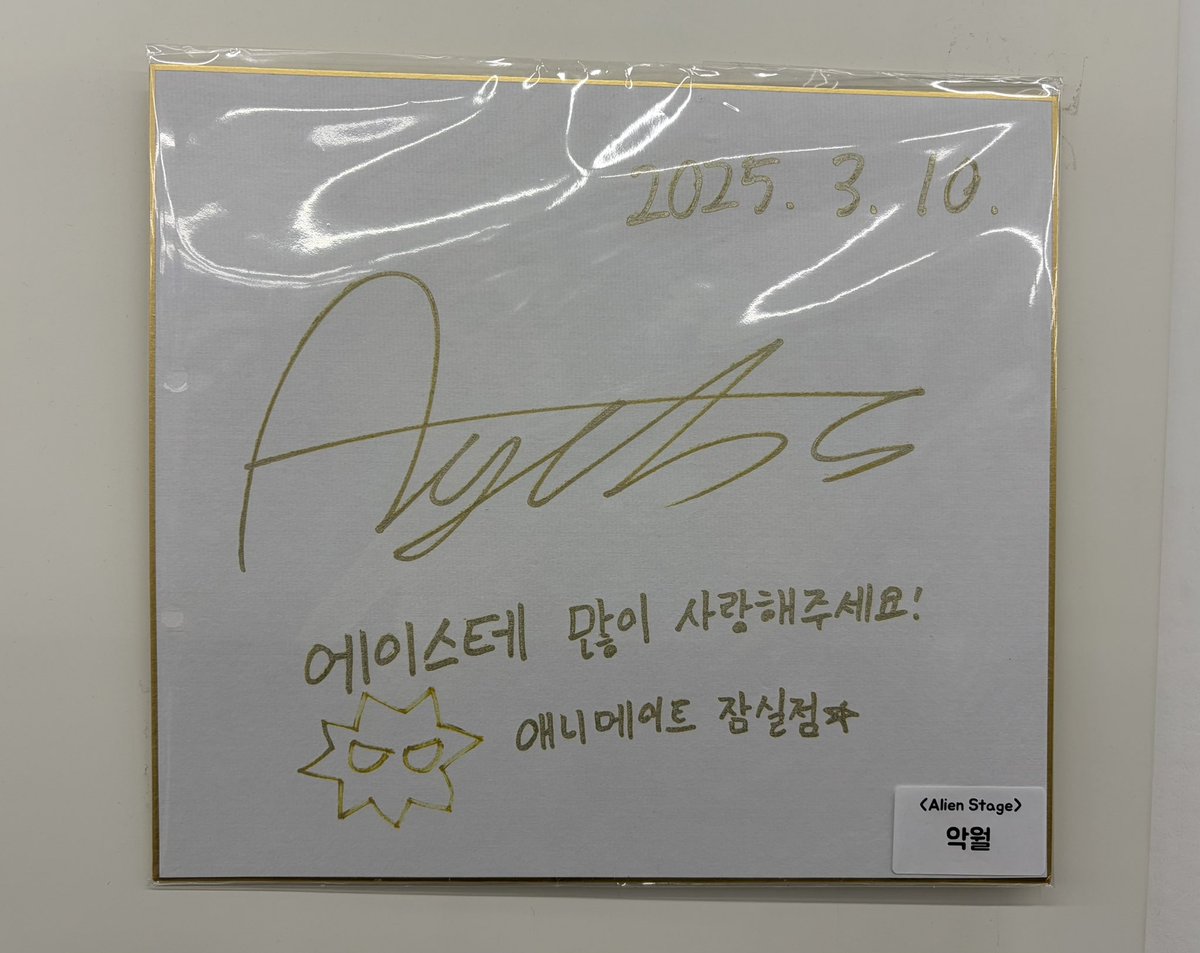 2025. 3. 10.
에이스테 많이 사랑해주세요!
애니메이트 잠실점☆
<Alien Stage>
악월